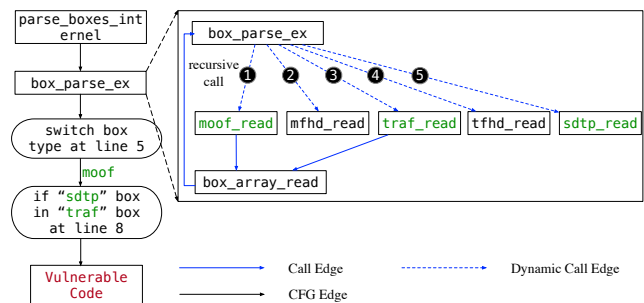 parse_boxes_int
ernel
box_parse_ex
switch box
type at line 5
moof
if “sdtp” box
in “traf” box
at line 8
Vulnerable
Code
box_parse_ex
recursive
call
1 2 3 4 5
moof_read mfhd_read traf_read tfhd_read sdtp_read
box_array_read
Call Edge
Dynamic Call Edge
CFG Edge